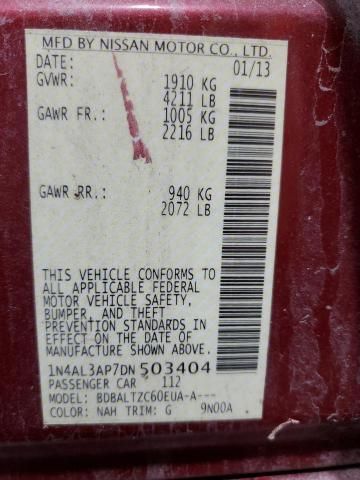 MFD BY NISSAN MOTOR CO., LTD.
DATE: 01/13
GVWR: 1910 KG
4211 LB
GAWR FR: 1005 KG
2216 LB
GAWR RR: 940 KG
2072 LB
THIS VEHICLE CONFORMS TO
ALL APPLICABLE FEDERAL
MOTOR VEHICLE SAFETY,
BUMPER, AND THEFT
PREVENTION STANDARDS IN
EFFECT ON THE DATE OF
MANUFACTURE SHOWN ABOVE.
1N4AL3AP7DN 503404
PASSENGER CAR 112
MODEL: BDBALTZC60EUA-A---
COLOR: NAH TRIM: G 9N00A